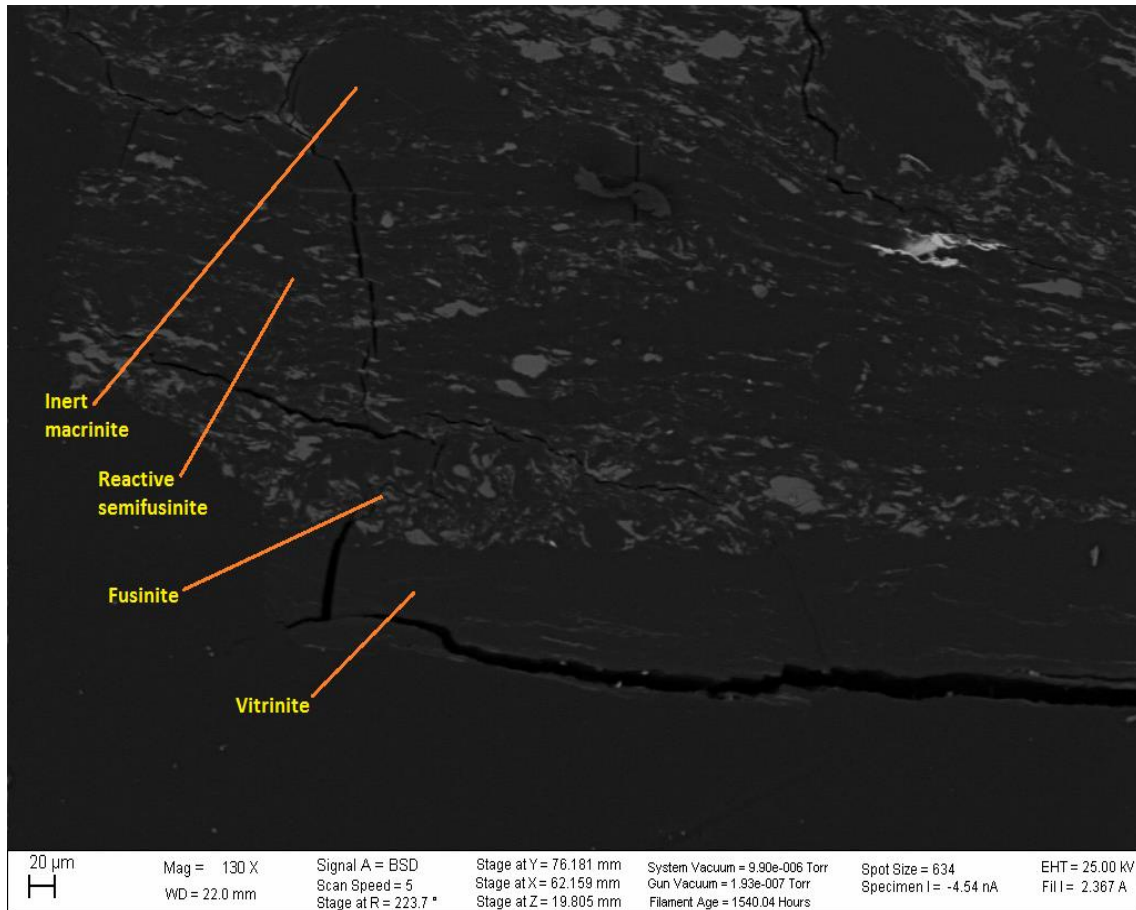 Inert
macrinite
Reactive
semifusinite
Fusinite
Vitrinite
20 µm
Mag = 130 X
WD = 22.0 mm
Signal A = BSD
Scan Speed = 5
Stage at R = 223.7 °
Stage at Y = 76.181 mm
Stage at X = 62.159 mm
Stage at Z = 19.805 mm
System Vacuum = 9.90e-006 Torr
Gun Vacuum = 1.93e-007 Torr
Filament Age = 1540.04 Hours
Spot Size = 634
Specimen I = -4.54 nA
EHT = 25.00 kV
Fil I = 2.367 A